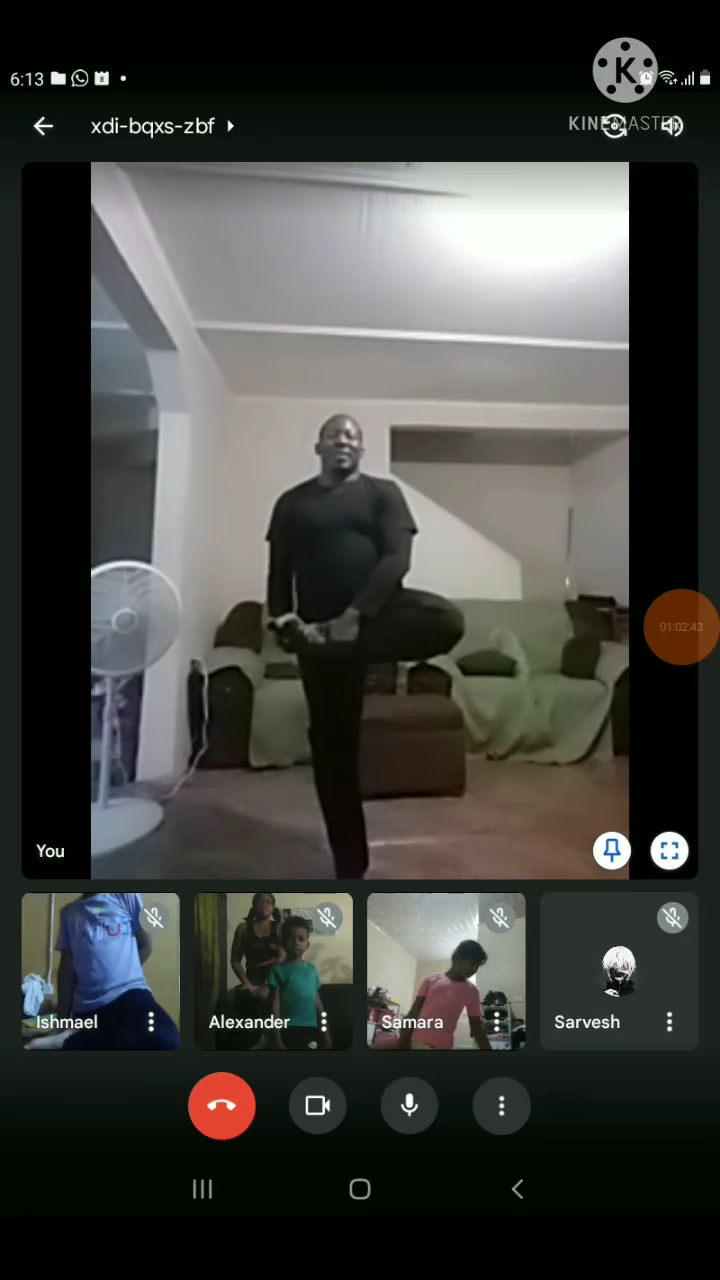 6:13
xdi-bqxs-zbf
KINEMASTER
01:02:43
You
Ishmael
Alexander
Samara
Sarvesh